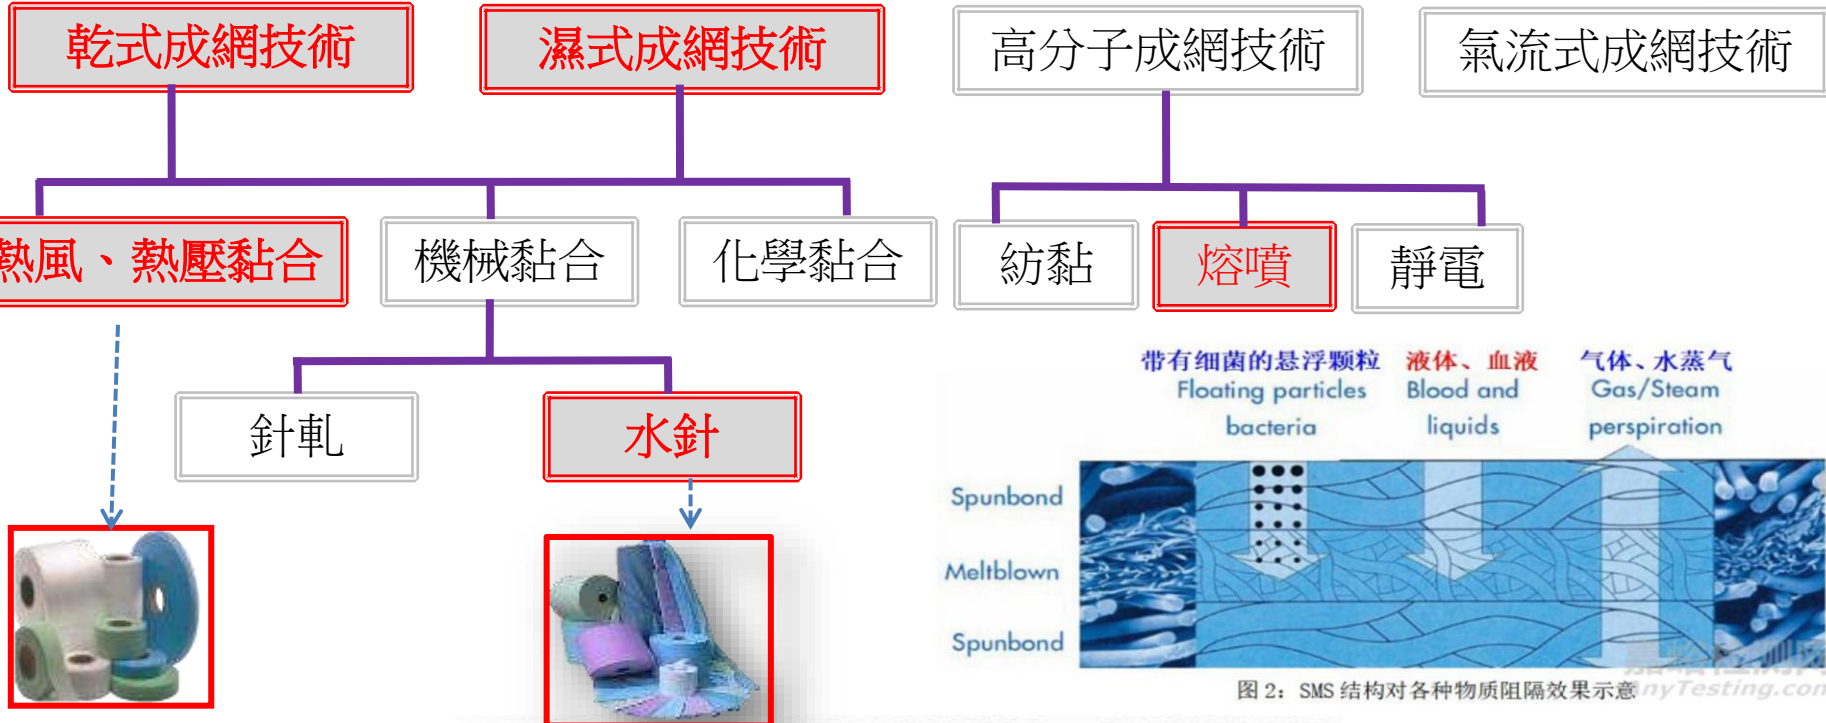 乾式成網技術
濕式成網技術
高分子成網技術
氣流式成網技術
熱風、熱壓黏合
機械黏合
化學黏合
紡黏
熔噴
靜電
針軋
水針
带有细菌的悬浮颗粒
液体、血液
气体、水蒸气
Floating particles
bacteria
Blood and
liquids
Gas/Steam
perspiration
Spunbond
Meltblown
Spunbond
图 2: SMS 结构对各种物质阻隔效果示意
AnyTesting.com